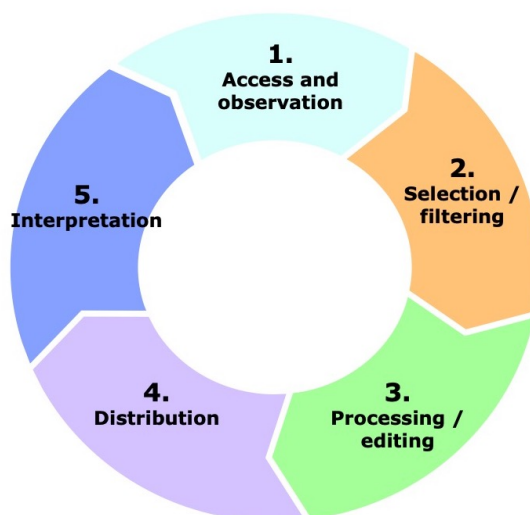 1.
Access and
observation
2.
Selection /
filtering
3.
Processing /
editing
4.
Distribution
5.
Interpretation